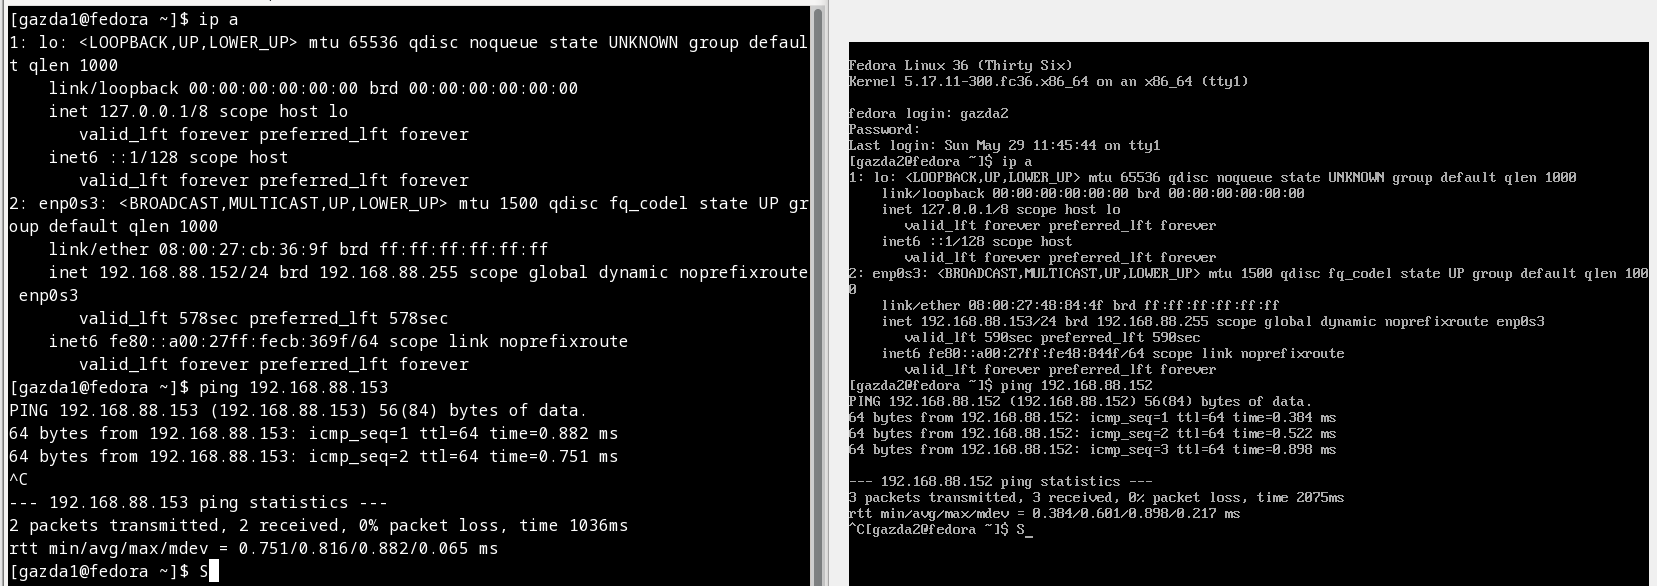 [gazda1@fedora ~]$ ip a
1: lo: <LOOPBACK,UP,LOWER_UP> mtu 65536 qdisc noqueue state UNKNOWN group defaul
t qlen 1000
    link/loopback 00:00:00:00:00:00 brd 00:00:00:00:00:00
    inet 127.0.0.1/8 scope host lo
       valid_lft forever preferred_lft forever
    inet6 ::1/128 scope host
       valid_lft forever preferred_lft forever
2: enp0s3: <BROADCAST,MULTICAST,UP,LOWER_UP> mtu 1500 qdisc fq_codel state UP gr
oup default qlen 1000
    link/ether 08:00:27:cb:36:9f brd ff:ff:ff:ff:ff:ff
    inet 192.168.88.152/24 brd 192.168.88.255 scope global dynamic noprefixroute
 enp0s3
       valid_lft 578sec preferred_lft 578sec
    inet6 fe80::a00:27ff:fecb:369f/64 scope link noprefixroute
       valid_lft forever preferred_lft forever
[gazda1@fedora ~]$ ping 192.168.88.153
PING 192.168.88.153 (192.168.88.153) 56(84) bytes of data.
64 bytes from 192.168.88.153: icmp_seq=1 ttl=64 time=0.882 ms
64 bytes from 192.168.88.153: icmp_seq=2 ttl=64 time=0.751 ms
^C
--- 192.168.88.153 ping statistics ---
2 packets transmitted, 2 received, 0% packet loss, time 1036ms
rtt min/avg/max/mdev = 0.751/0.816/0.882/0.065 ms
[gazda1@fedora ~]$ S
Fedora Linux 36 (Thirty Six)
Kernel 5.17.11-300.fc36.x86_64 on an x86_64 (tty1)
fedora login: gazda2
Password:
Last login: Sun May 29 11:45:44 on tty1
[gazda2@fedora ~]$ ip a
1: lo: <LOOPBACK,UP,LOWER_UP> mtu 65536 qdisc noqueue state UNKNOWN group default qlen 1000
    link/loopback 00:00:00:00:00:00 brd 00:00:00:00:00:00
    inet 127.0.0.1/8 scope host lo
       valid_lft forever preferred_lft forever
    inet6 ::1/128 scope host
       valid_lft forever preferred_lft forever
2: enp0s3: <BROADCAST,MULTICAST,UP,LOWER_UP> mtu 1500 qdisc fq_codel state UP group default qlen 100
0
    link/ether 08:00:27:48:84:4f brd ff:ff:ff:ff:ff:ff
    inet 192.168.88.153/24 brd 192.168.88.255 scope global dynamic noprefixroute enp0s3
       valid_lft 590sec preferred_lft 590sec
    inet6 fe80::a00:27ff:fe48:844f/64 scope link noprefixroute
       valid_lft forever preferred_lft forever
[gazda2@fedora ~]$ ping 192.168.88.152
PING 192.168.88.152 (192.168.88.152) 56(84) bytes of data.
64 bytes from 192.168.88.152: icmp_seq=1 ttl=64 time=0.384 ms
64 bytes from 192.168.88.152: icmp_seq=2 ttl=64 time=0.522 ms
64 bytes from 192.168.88.152: icmp_seq=3 ttl=64 time=0.898 ms
--- 192.168.88.152 ping statistics ---
3 packets transmitted, 3 received, 0% packet loss, time 2075ms
rtt min/avg/max/mdev = 0.384/0.601/0.898/0.217 ms
^C[gazda2@fedora ~]$ S_